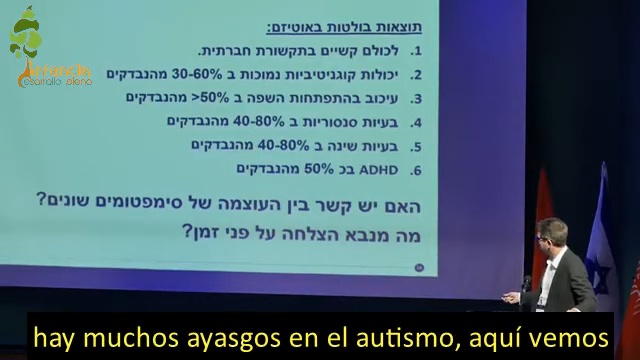 Infancia
desarrollo pleno
תוצאות בולטות באוטיזם:
1. לכולם קשיים בתקשורת חברתית.
2. יכולות קוגניטיביות נמוכות ב 30-60% מהנבדקים
3. עיכוב בהתפתחות השפה ב 50%< מהנבדקים
4. בעיות סנסוריות ב 40-80% מהנבדקים
5. בעיות שינה ב 40-80% מהנבדקים
6. ADHD בכ 50% מהנבדקים
האם יש קשר בין העוצמה של סימפטומים שונים?
מה מנבא הצלחה על פני זמן?
hay muchos ayasgos en el autismo, aquí vemos